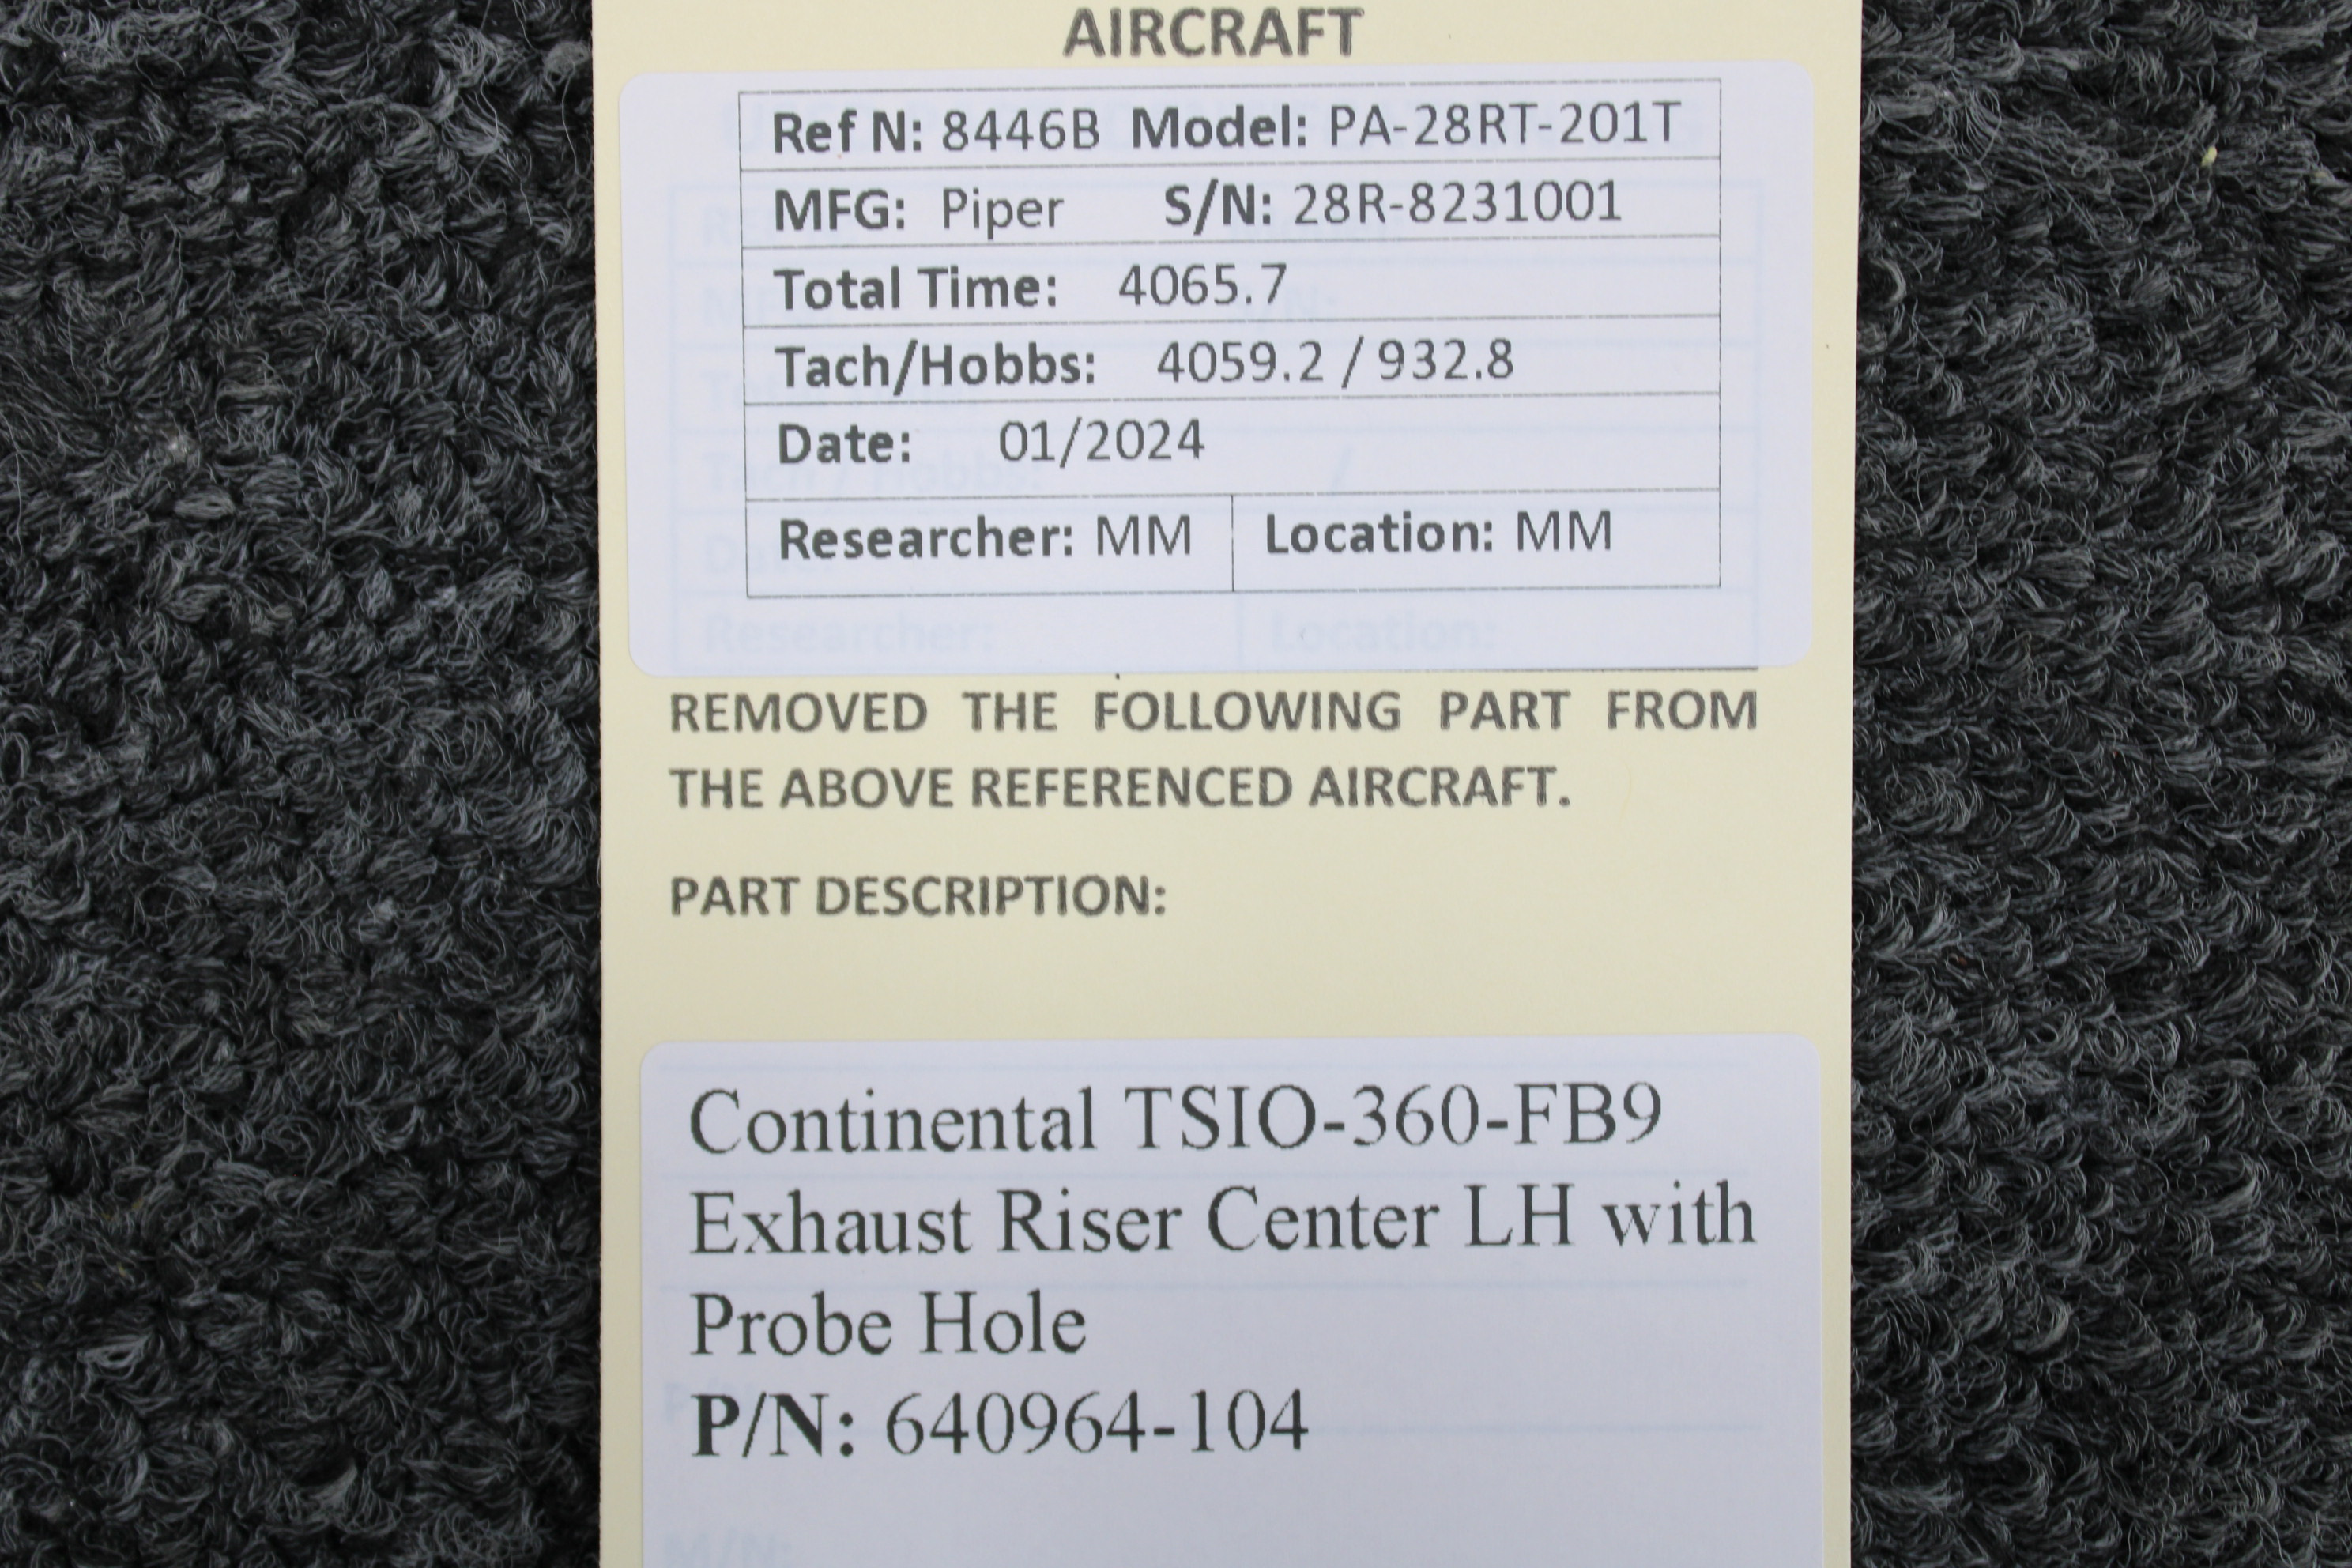 AIRCRAFT
Ref N: 8446B Model: PA-28RT-201T
MFG: Piper S/N: 28R-8231001
Total Time: 4065.7
Tach/Hobbs: 4059.2 / 932.8
Date: 01/2024
Researcher: MM Location: MM
Researcher: Location:
REMOVED THE FOLLOWING PART FROM
THE ABOVE REFERENCED AIRCRAFT.
PART DESCRIPTION:
Continental TSIO-360-FB9
Exhaust Riser Center LH with
Probe Hole
P/N: 640964-104
M/N: